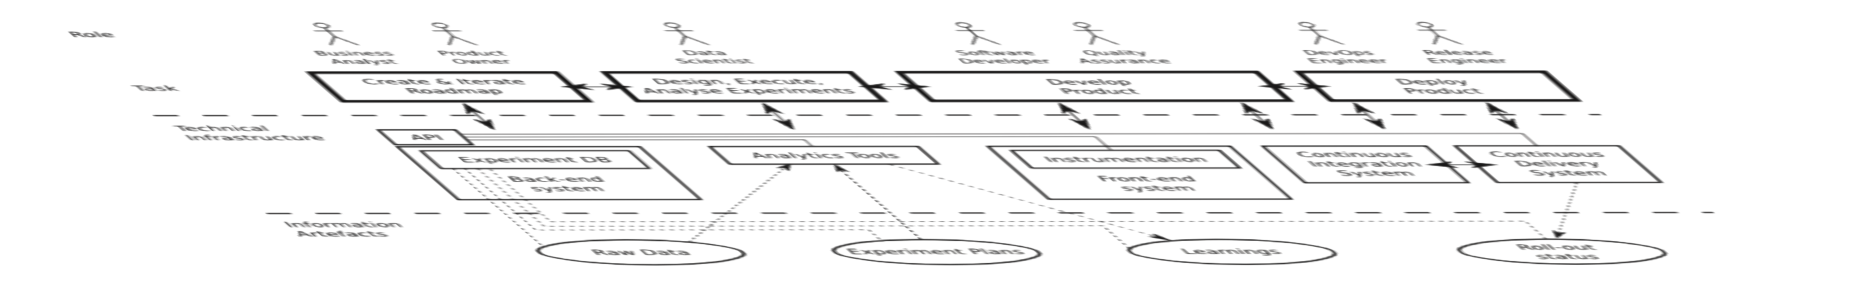 Role
Business
Analyst
Product
Owner
Data
Scientist
Software
Developer
Quality
Assurance
DevOps
Engineer
Release
Engineer
Task
Create & Iterate
Roadmap
Design, Execute,
Analyse Experiments
Develop
Product
Deploy
Product
Technical
Infrastructure
API
Experiment DB
Back-end
system
Analytics Tools
Instrumentation
Front-end
system
Continuous
Integration
System
Continuous
Delivery
System
Information
Artefacts
Raw Data
Experiment Plans
Learnings
Roll-out
status